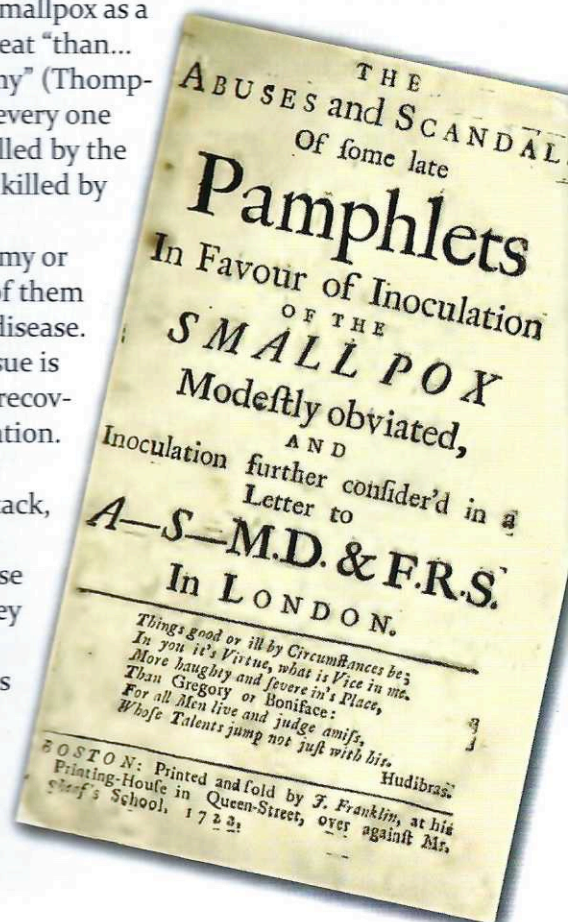 mallpox as a
eat “than...
ny” (Thomp-
every one
lled by the
killed by
my or
of them
disease.
sue is
recov-
ation.
tack,
se
ey
s
THE
ABUSES and SCANDALS
Of ſome late
Pamphlets
In Favour of Inoculation
OF THE
SMALL POX
Modeſtly obviated,
AND
Inoculation further conſider'd in a
Letter to
A—S—M.D. & F.R.S.
In LONDON.
Things good or ill by Circumſtances be;
In you it's Virtue, what is Vice in me.
More haughty and ſevere in's Place,
Than Gregory or Boniface:
For all Men live and judge amiſs,
Whoſe Talents jump not juſt with his.
Hudibras.
BOSTON: Printed and ſold by J. Franklin, at his
Printing-Houſe in Queen-Street, over againſt Mr.
School. 1722.